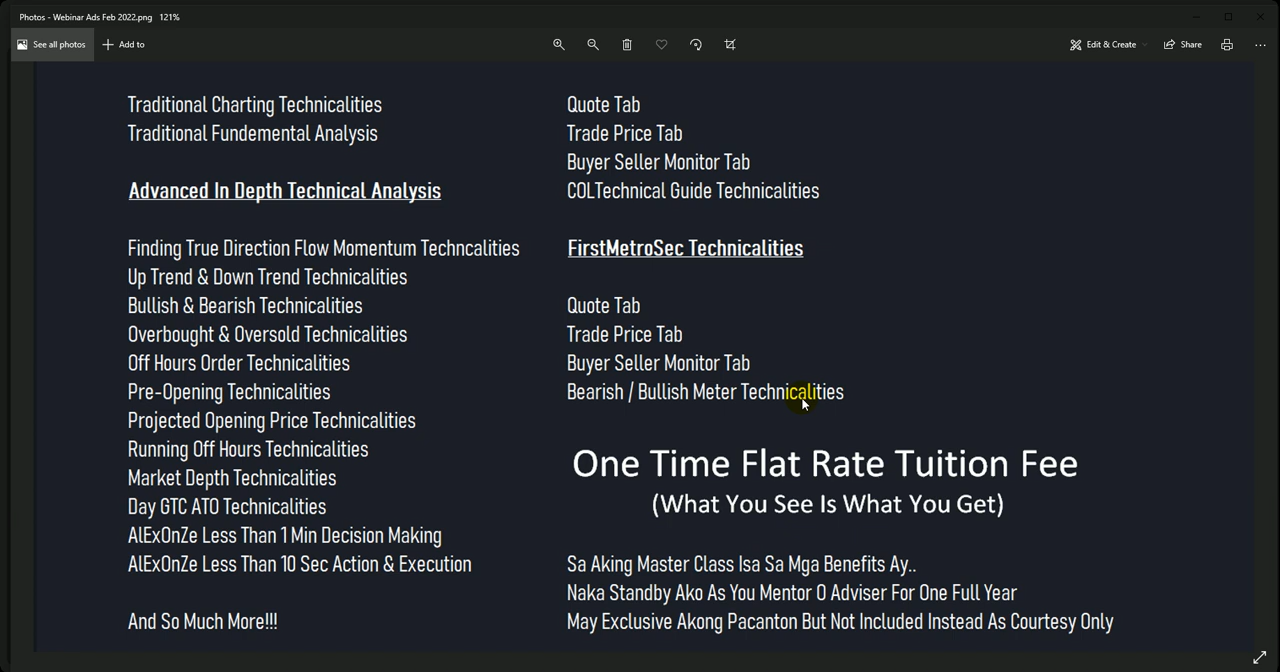 Photos - Webinar Ads Feb 2022.png 121%
See all photos
Add to
Edit & Create
Share
Traditional Charting Technicalities
Traditional Fundemental Analysis
Advanced In Depth Technical Analysis
Finding True Direction Flow Momentum Techncalities
Up Trend & Down Trend Technicalities
Bullish & Bearish Technicalities
Overbought & Oversold Technicalities
Off Hours Order Technicalities
Pre-Opening Technicalities
Projected Opening Price Technicalities
Running Off Hours Technicalities
Market Depth Technicalities
Day GTC ATO Technicalities
AlExOnZe Less Than 1 Min Decision Making
AlExOnZe Less Than 10 Sec Action & Execution
And So Much More!!!
Quote Tab
Trade Price Tab
Buyer Seller Monitor Tab
COLTechnical Guide Technicalities
FirstMetroSec Technicalities
Quote Tab
Trade Price Tab
Buyer Seller Monitor Tab
Bearish / Bullish Meter Technicalities
One Time Flat Rate Tuition Fee
(What You See Is What You Get)
Sa Aking Master Class Isa Sa Mga Benefits Ay..
Naka Standby Ako As You Mentor O Adviser For One Full Year
May Exclusive Akong Pacanton But Not Included Instead As Courtesy Only